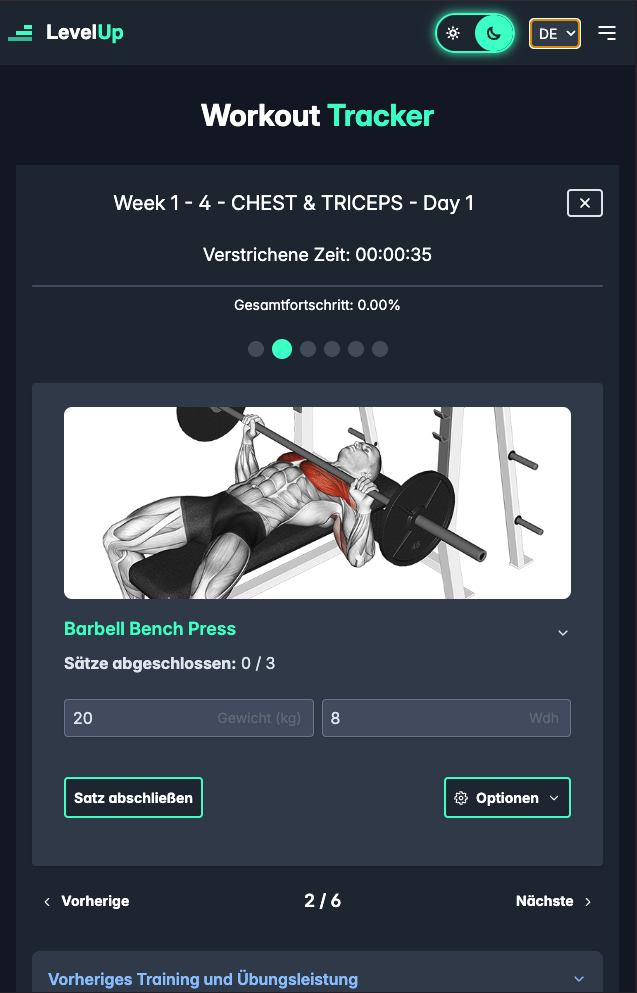 LevelUp
DE
Workout Tracker
Week 1 - 4 - CHEST & TRICEPS - Day 1
Verstrichene Zeit: 00:00:35
Gesamtfortschritt: 0.00%
45
Barbell Bench Press
Sätze abgeschlossen: 0 / 3
20 Gewicht (kg) 8 Wdh
Satz abschließen Optionen
Vorherige 2 / 6 Nächste
Vorheriges Training und Übungsleistung